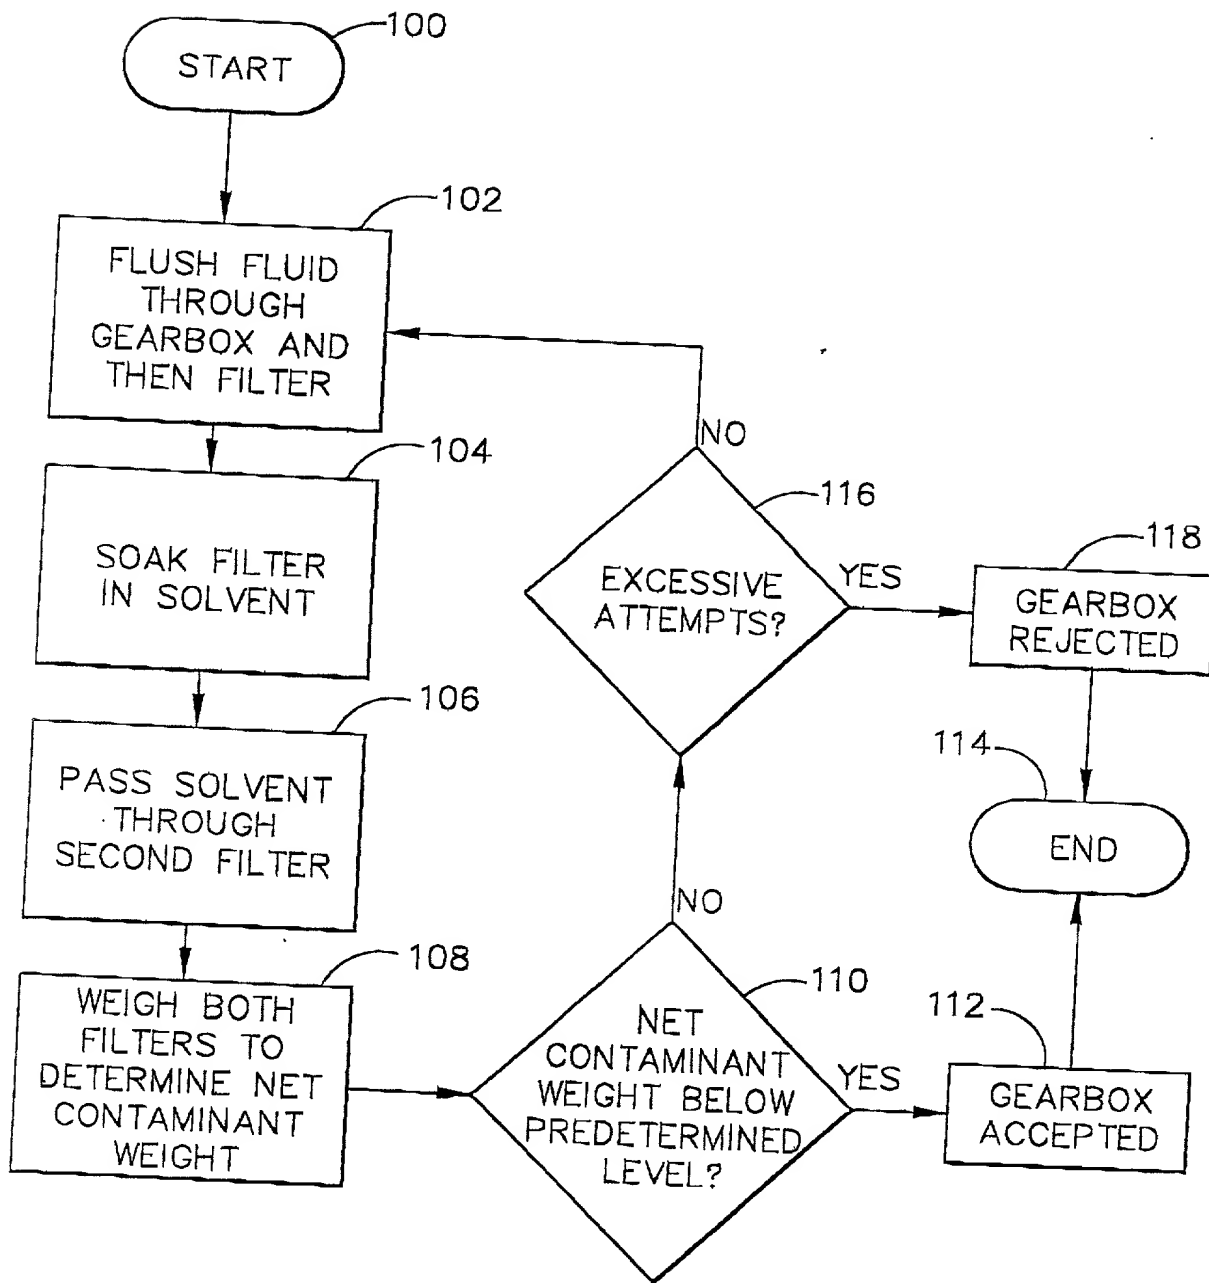 100
START
102
FLUSH FLUID
THROUGH
GEARBOX AND
THEN FILTER
104
SOAK FILTER
IN SOLVENT
106
PASS SOLVENT
THROUGH
SECOND FILTER
108
WEIGH BOTH
FILTERS TO
DETERMINE NET
CONTAMINANT
WEIGHT
110
NET
CONTAMINANT
WEIGHT BELOW
PREDETERMINED
LEVEL?
NO
YES
116
EXCESSIVE
ATTEMPTS?
NO
YES
118
GEARBOX
REJECTED
114
END
112
GEARBOX
ACCEPTED